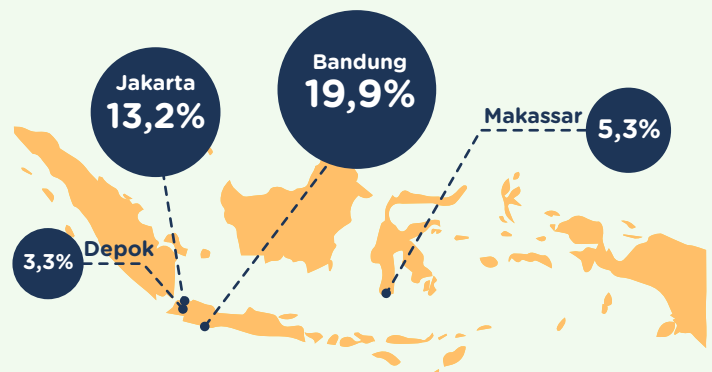 Jakarta
13,2%
Bandung
19,9%
Makassar
5,3%
Depok
3,3%